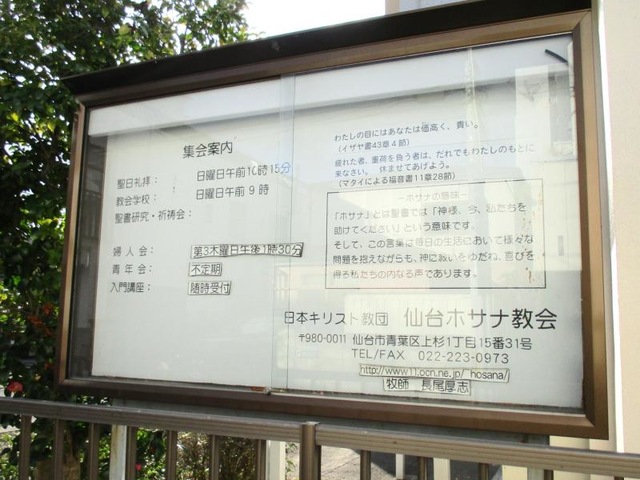 集会案内
聖日礼拝： 日曜日午前10時15分
教会学校： 日曜日午前9時
聖書研究・祈祷会：
婦人会： 第3木曜日午後1時30分
青年会： 不定期
入門講座： 随時受付
わたしの目にはあなたは価高く、貴い。
(イザヤ書43章4節)
疲れた者、重荷を負う者は、だれでもわたしのもとに
来なさい。休ませてあげよう。
(マタイによる福音書11章28節)
―ホサナの意味―
「ホサナ」とは聖書では「神様、今、私たちを
助けてください」という意味です。
そして、この言葉は毎日の生活において様々な
問題を抱えながらも、神に救いをゆだね、喜びを
得る私たちの内なる声であります。
日本キリスト教団 仙台ホサナ教会
〒980-0011 仙台市青葉区上杉1丁目15番31号
TEL/FAX 022-223-0973
http://www11.ocn.ne.jp/~hosana/
牧師 長尾厚志